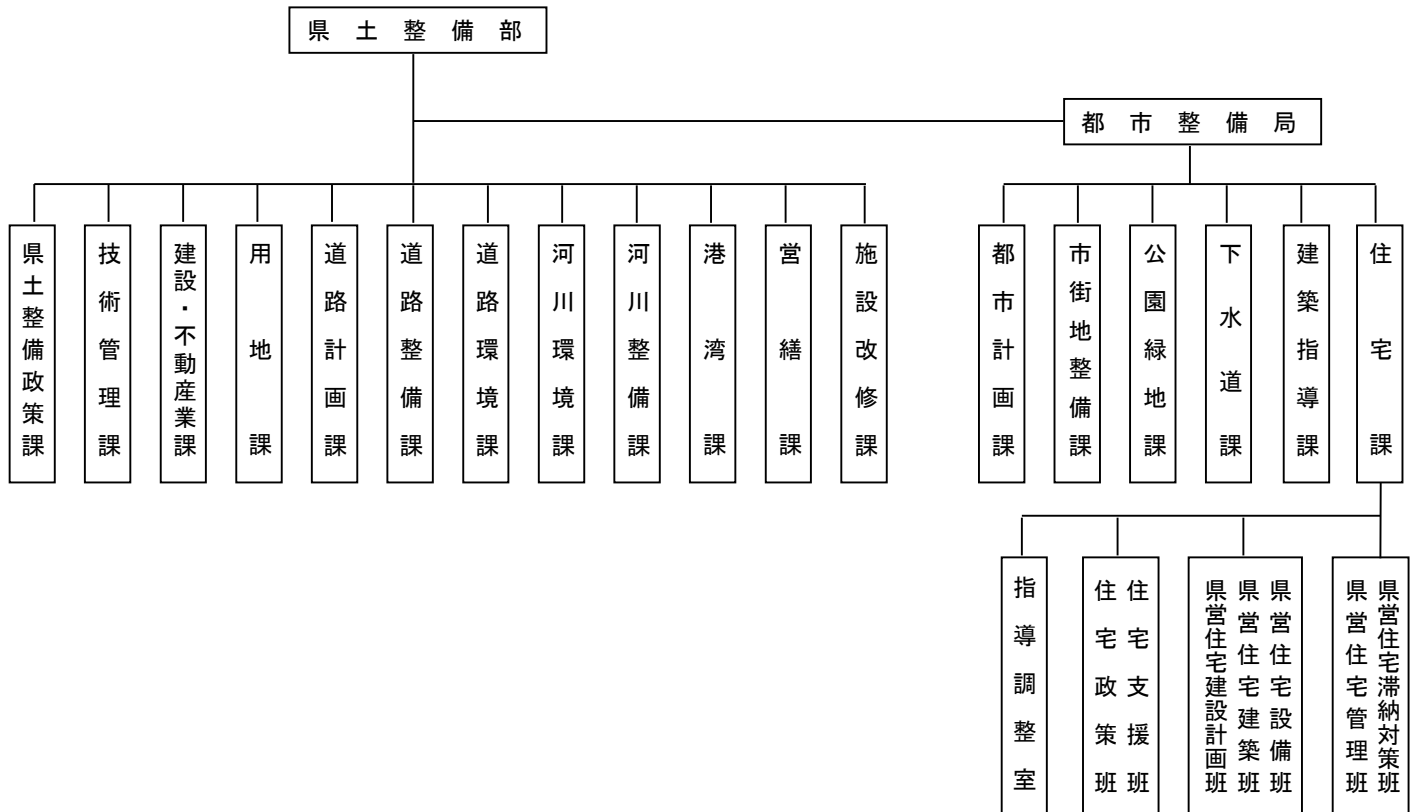 県土整備部
都市整備局
県土整備政策課
技術管理課
建設・不動産業課
用地課
道路計画課
道路整備課
道路環境課
河川環境課
河川整備課
港湾課
営繕課
施設改修課
都市計画課
市街地整備課
公園緑地課
下水道課
建築指導課
住宅課
指導調整室
住宅支援班
住宅政策班
県営住宅設備班
県営住宅建築班
県営住宅建設計画班
県営住宅滞納対策班
県営住宅管理班